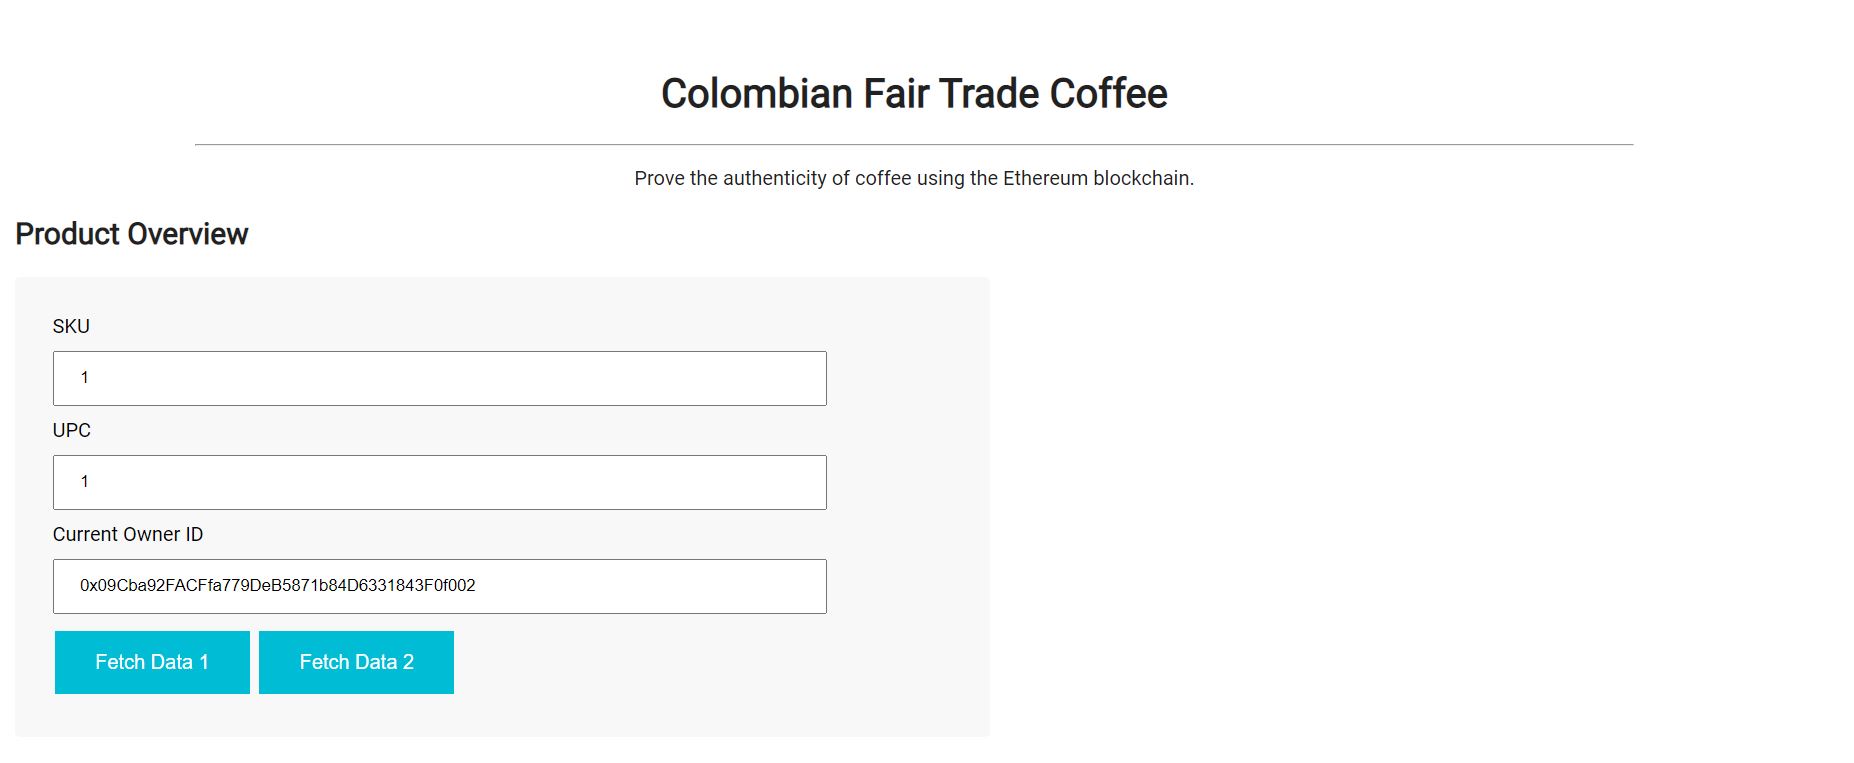 Colombian Fair Trade Coffee
Prove the authenticity of coffee using the Ethereum blockchain.
Product Overview
SKU
1
UPC
1
Current Owner ID
0x09Cba92FACFfa779DeB5871b84D6331843F0f002
Fetch Data 1 Fetch Data 2